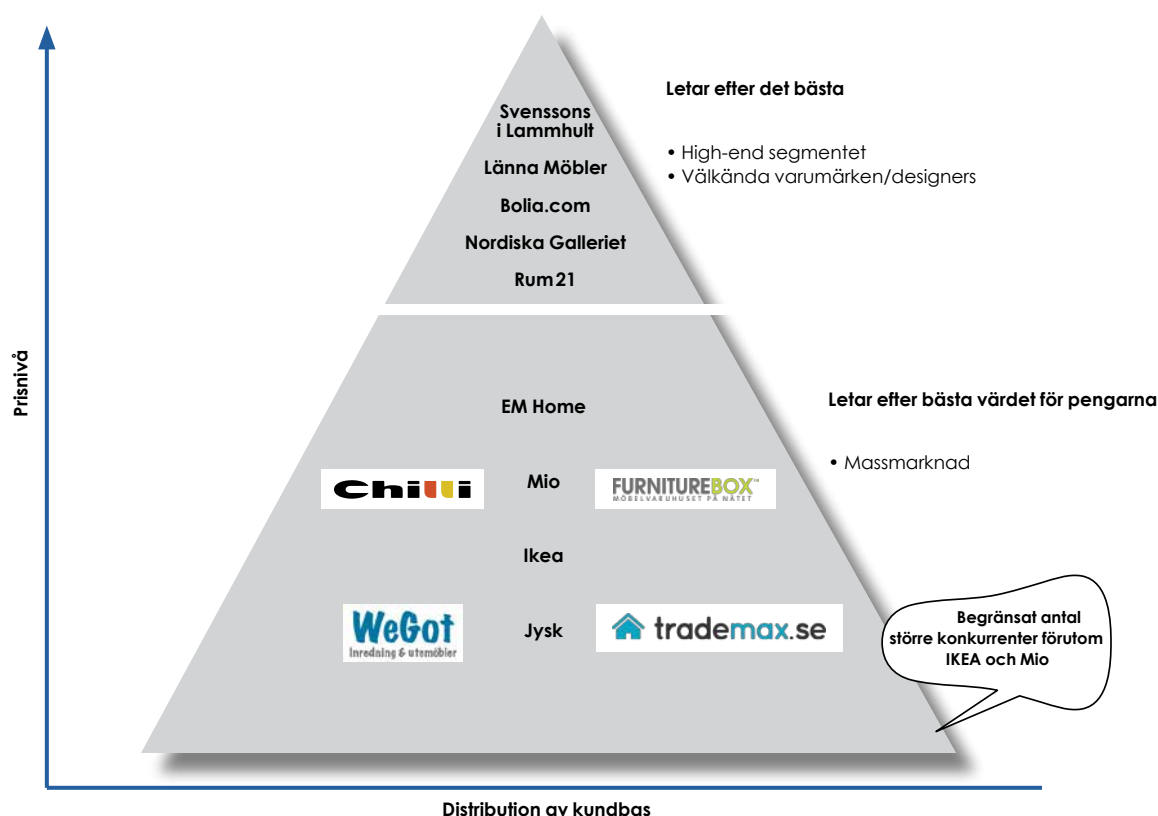 Letar efter det bästa
Svenssons
i Lammhult
• High-end segmentet
Länna Möbler
• Välkända varumärken/designers
Bolia.com
Nordiska Galleriet
Rum21
Prisnivå
EM Home
Letar efter bästa värdet för pengarna
• Massmarknad
Chilli
Mio
FURNITUREBOX™
MÖBELVARUHUSET PÅ NÄTET
Ikea
WeGot
Inredning & utemöbler
Jysk
trademax.se
Begränsat antal
större konkurrenter förutom
IKEA och Mio
Distribution av kundbas